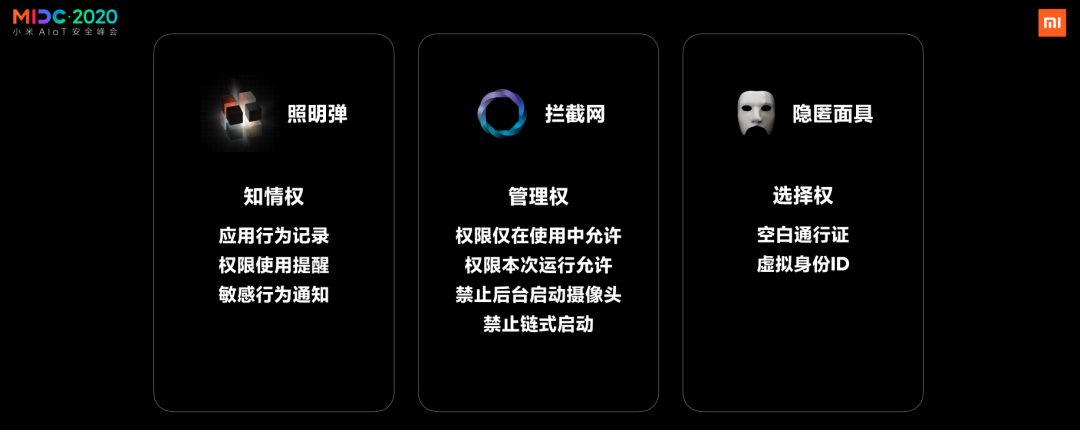 MIDC·2020
小米 AIoT 安全峰会
mi
照明弹
知情权
应用行为记录
权限使用提醒
敏感行为通知
拦截网
管理权
权限仅在使用中允许
权限本次运行允许
禁止后台启动摄像头
禁止链式启动
隐匿面具
选择权
空白通行证
虚拟身份ID